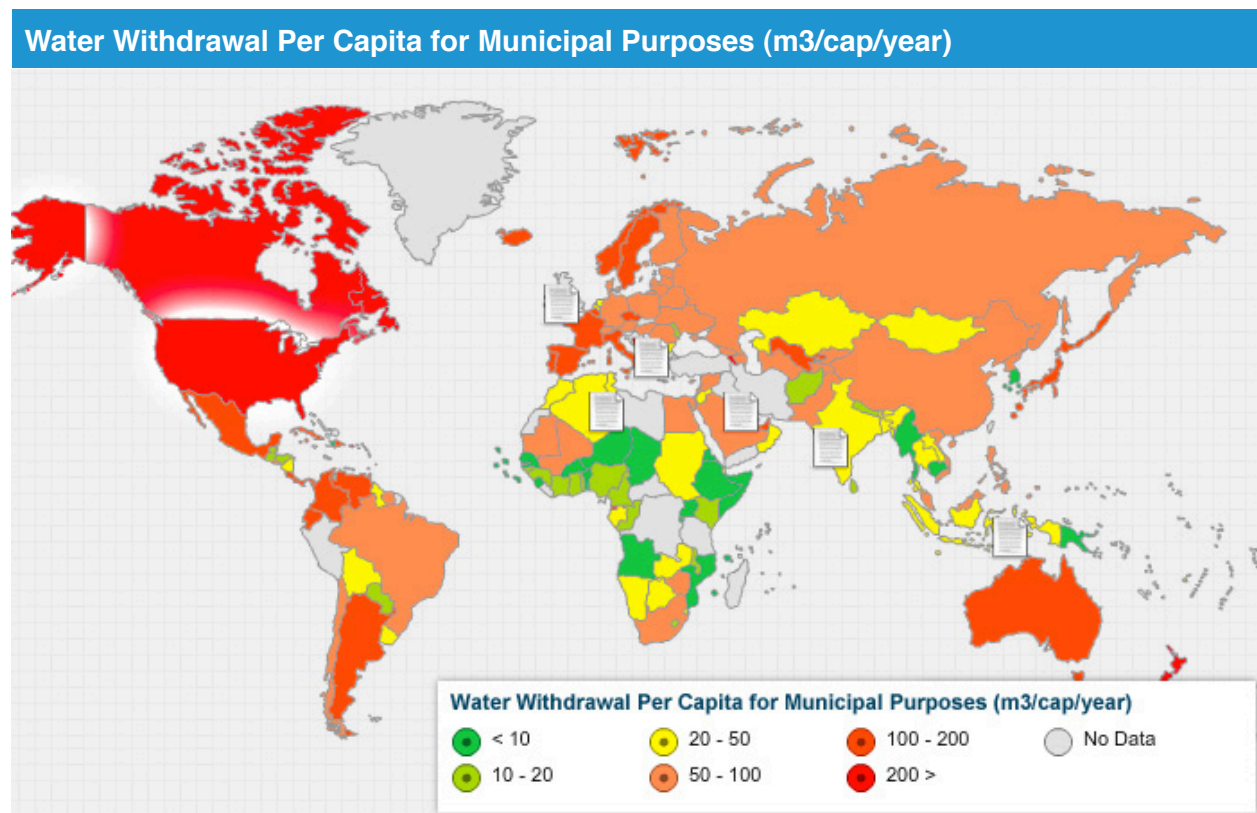 Water Withdrawal Per Capita for Municipal Purposes (m3/cap/year)
Water Withdrawal Per Capita for Municipal Purposes (m3/cap/year)
< 10
20 - 50
100 - 200
No Data
10 - 20
50 - 100
200 >